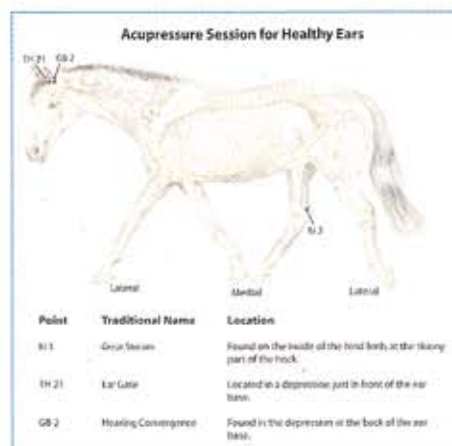 Acupressure Session for Healthy Ears
TH 21
GB 2
Ki 3
Lateral
Medial
Lateral
Point Traditional Name Location
Ki 3 Great Stream Found on the inside of the hind limb, at the
part of the hock.
TH 21 Ear Gate Located in a depression just in front of the ear
base.
GB 2 Hearing Convergence Found in the depression at the back of the ear
base.